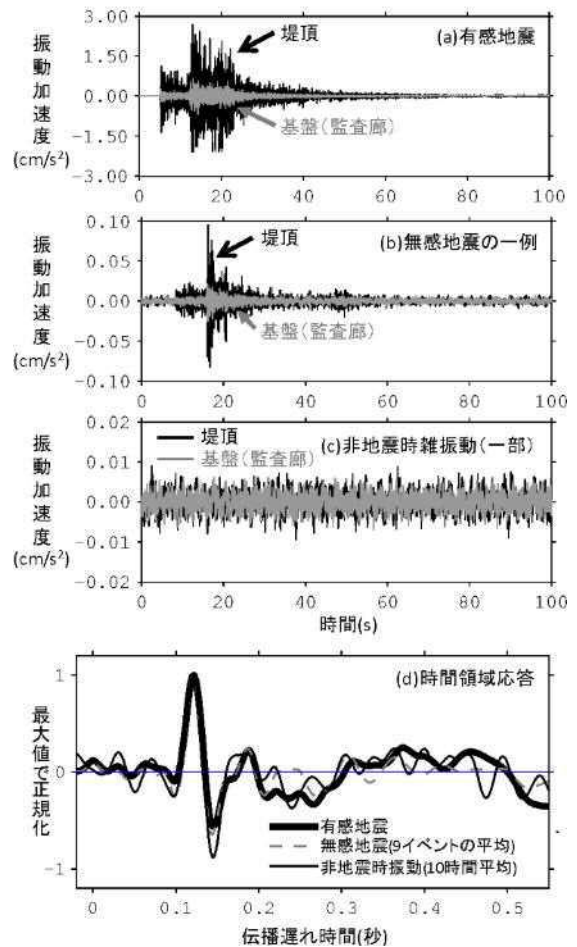 振動加速度
(cm/s²)
3.00
1.50
0.00
-1.50
-3.00
堤頂
(a)有感地震
基盤(監査廊)
0 20 40 60 80 100
振動加速度
(cm/s²)
0.10
0.05
0.00
-0.05
-0.10
堤頂
(b)無感地震の一例
基盤(監査廊)
0 20 40 60 80 100
振動加速度
(cm/s²)
0.02
0.01
0.00
-0.01
-0.02
堤頂
基盤(監査廊)
(c)非地震時雑振動(一部)
0 20 40 60 80 100
時間(s)
最大値で正規化
1
0
-1
(d)時間領域応答
有感地震
無感地震(9イベントの平均)
非地震時振動(10時間平均)
0 0.1 0.2 0.3 0.4 0.5
伝播遅れ時間(秒)